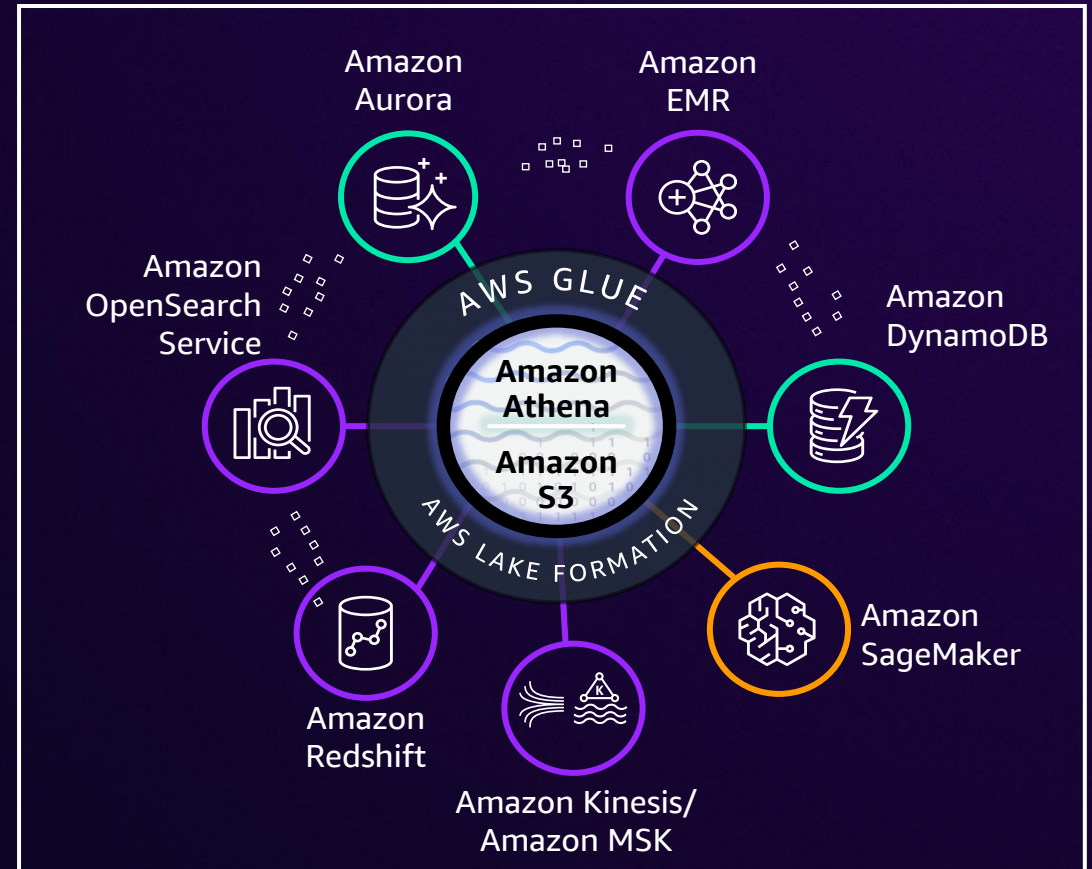 Amazon
Aurora
Amazon
EMR
Amazon
OpenSearch
Service
Amazon
DynamoDB
AWS GLUE
Amazon
Athena
Amazon
S3
AWS LAKE FORMATION
Amazon
SageMaker
Amazon
Redshift
K
Amazon Kinesis/
Amazon MSK